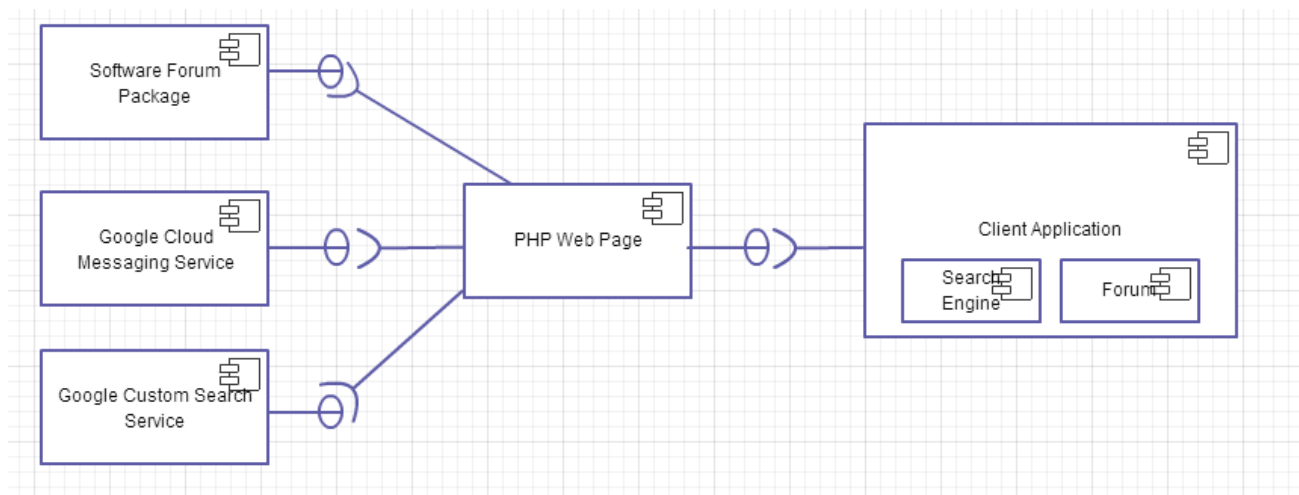 Software Forum
Package
Google Cloud
Messaging Service
Google Custom Search
Service
PHP Web Page
Client Application
Search
Engine
Forum